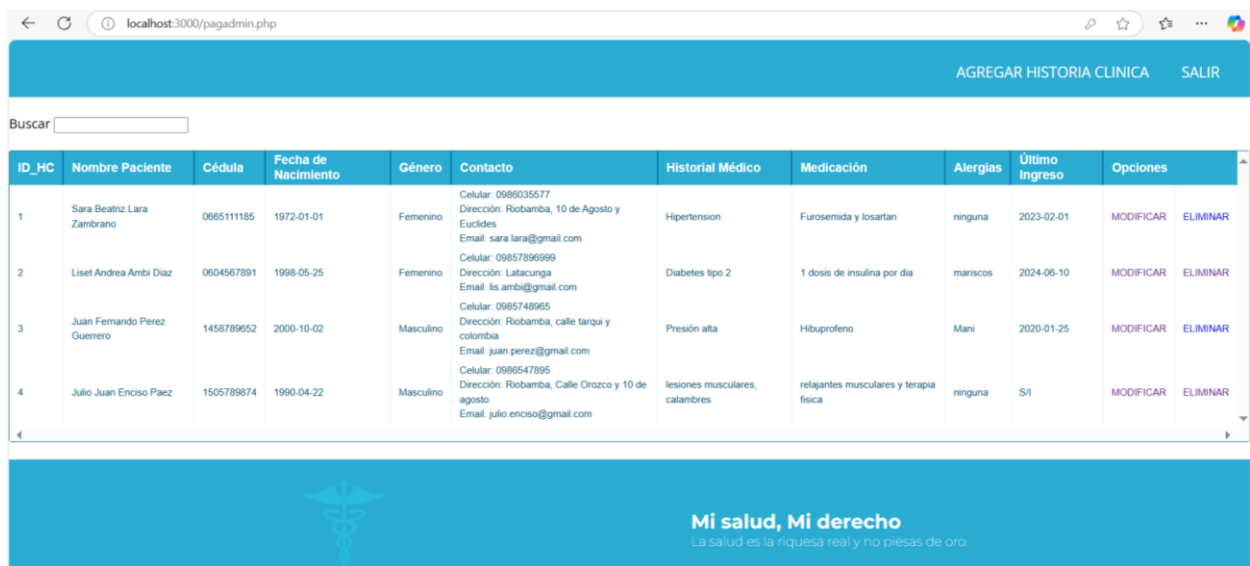 localhost:3000/pagadmin.php
AGREGAR HISTORIA CLINICA SALIR
Buscar
ID_HC Nombre Paciente Cédula Fecha de Nacimiento Género Contacto Historial Médico Medicación Alergias Último Ingreso Opciones
1 Sara Beatriz Lara Zambrano 0665111185 1972-01-01 Femenino
Celular: 0986035577
Dirección: Riobamba, 10 de Agosto y
Euclides
Email: sara.lara@gmail.com
Hipertension Furosemida y losartan ninguna 2023-02-01 MODIFICAR ELIMINAR
2 Liset Andrea Ambi Diaz 0604567891 1998-05-25 Femenino
Celular: 09857896999
Dirección: Latacunga
Email: lis.ambi@gmail.com
Diabetes tipo 2 1 dosis de insulina por dia mariscos 2024-06-10 MODIFICAR ELIMINAR
3 Juan Fernando Perez Guerrero 1458789652 2000-10-02 Masculino
Celular: 0985748965
Dirección: Riobamba, calle tarqui y
colombia
Email: juan.perez@gmail.com
Presión alta Hibuprofeno Mani 2020-01-25 MODIFICAR ELIMINAR
4 Julio Juan Enciso Paez 1505789874 1990-04-22 Masculino
Celular: 0986547895
Dirección: Riobamba, Calle Orozco y 10 de
agosto
Email: julio.enciso@gmail.com
lesiones musculares, calambres relajantes musculares y terapia fisica ninguna S/I MODIFICAR ELIMINAR
Mi salud, Mi derecho
La salud es la riquesa real y no piesas de oro.